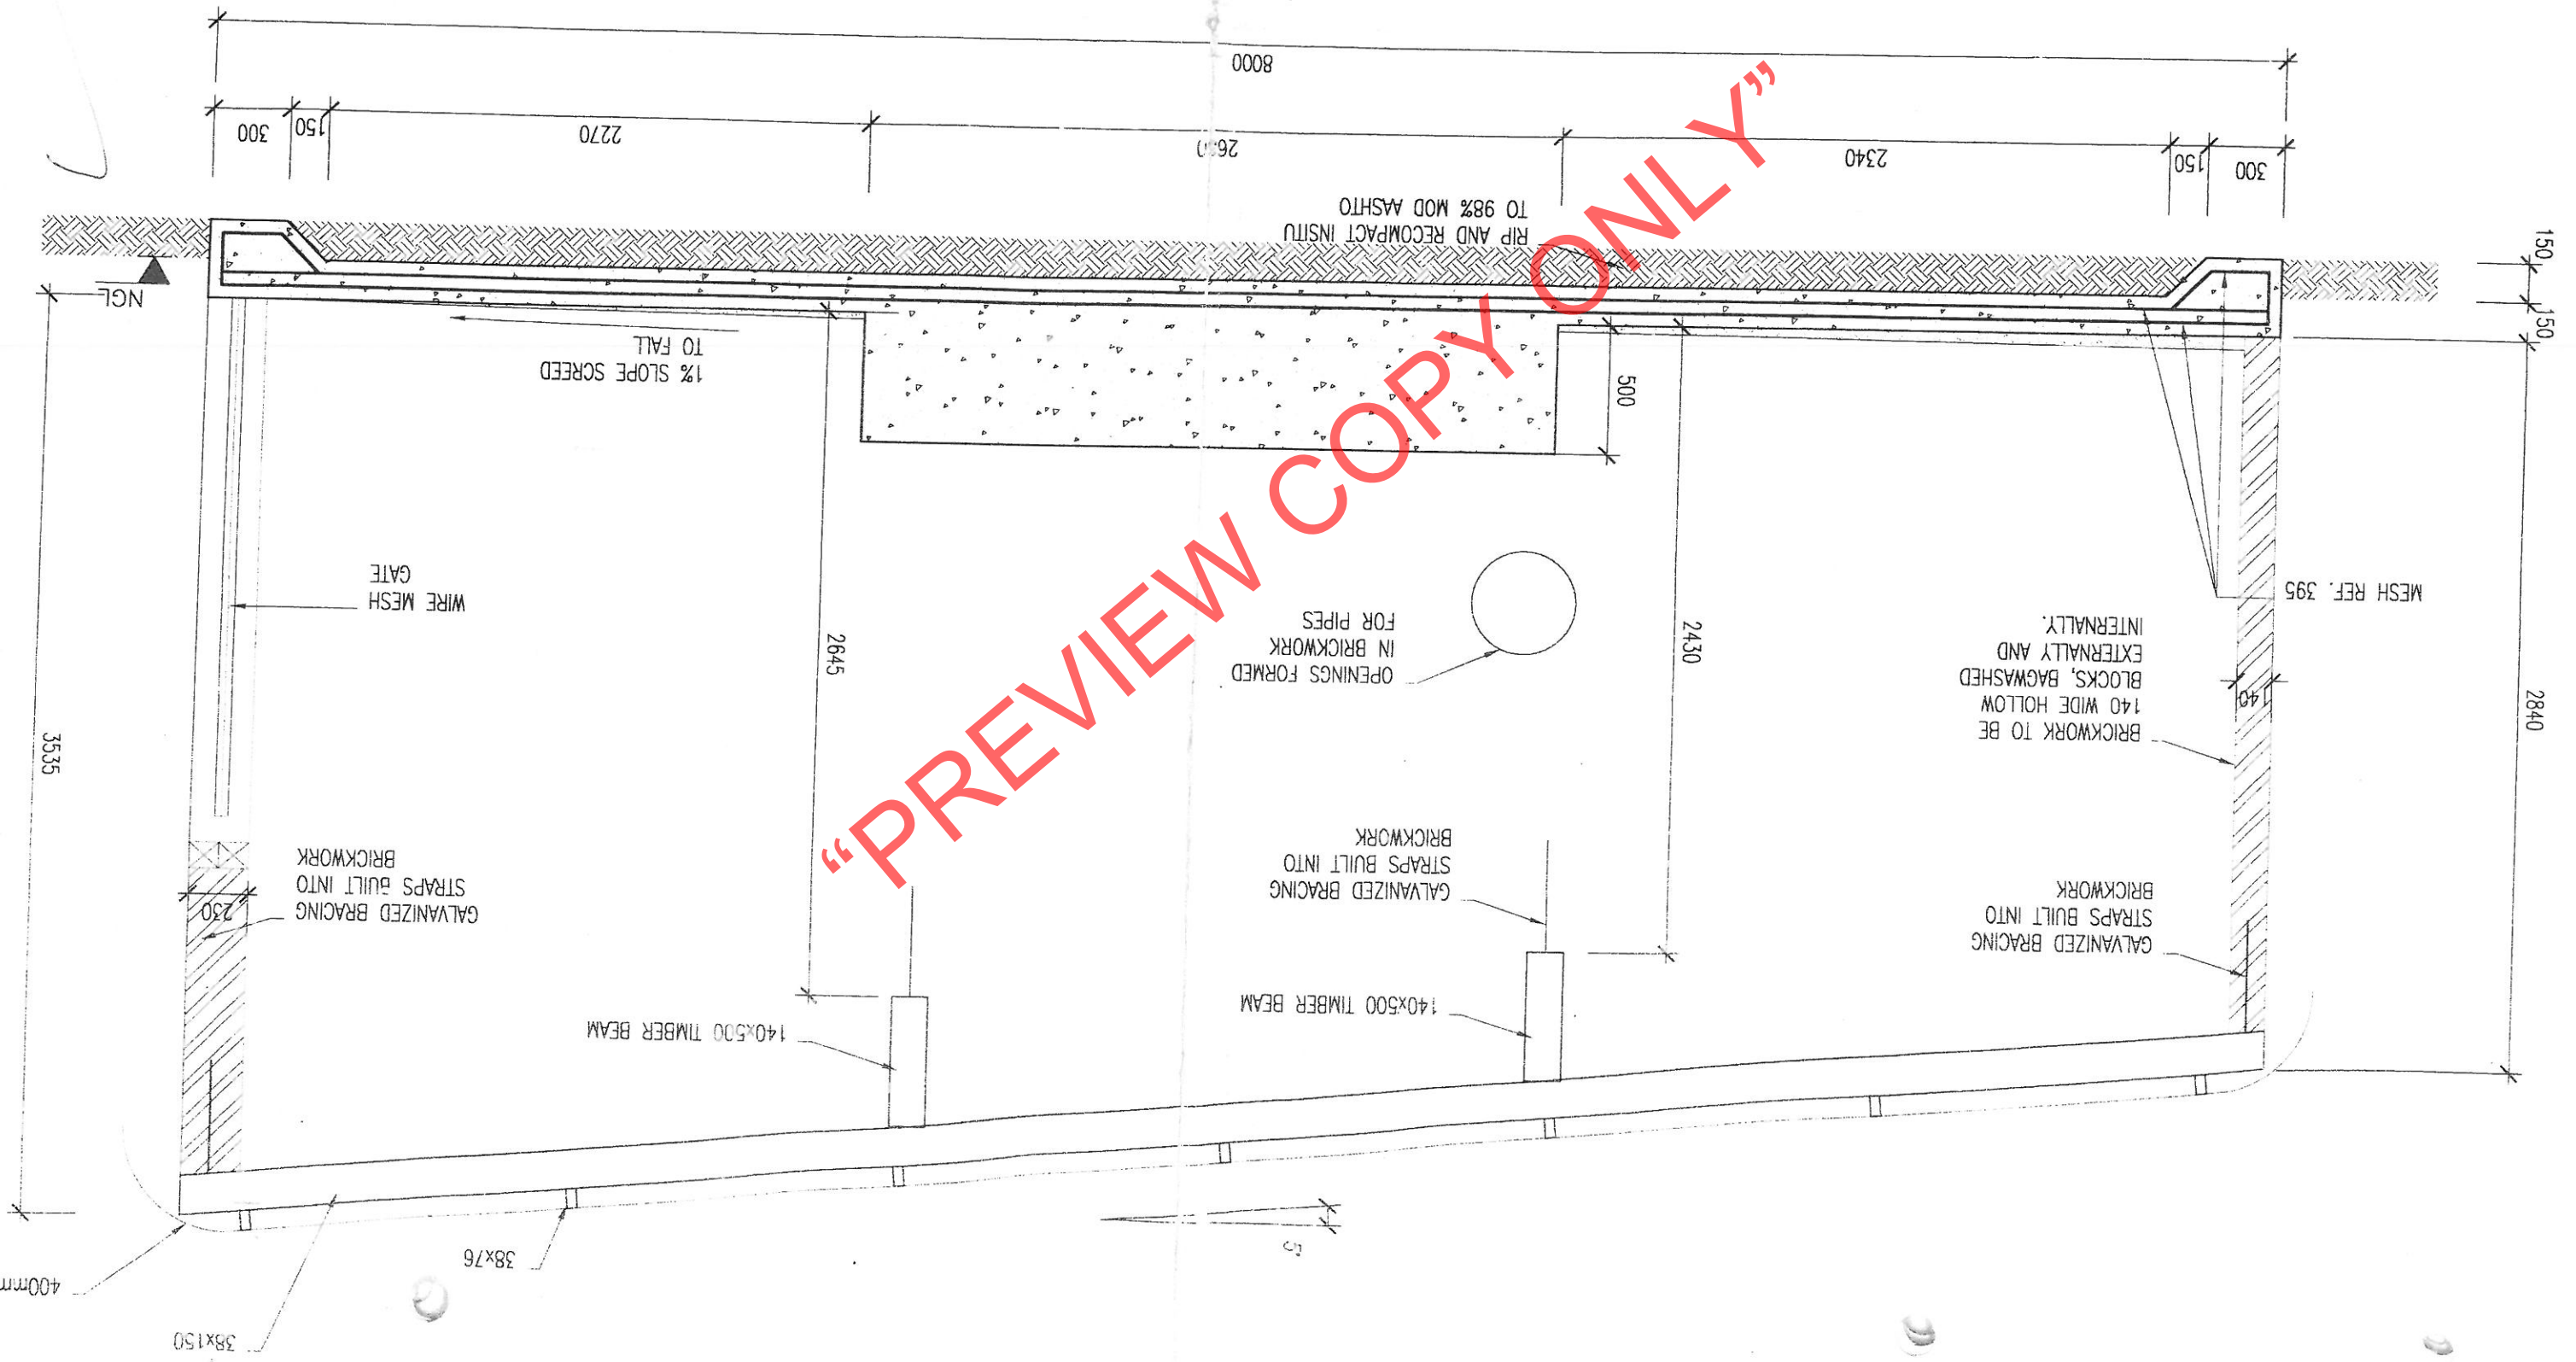 38x150
400mm
38x76
5
140x500 TIMBER BEAM
140x500 TIMBER BEAM
GALVANIZED BRACING
STRAPS BUILT INTO
BRICKWORK
GALVANIZED BRACING
STRAPS BUILT INTO
BRICKWORK
GALVANIZED BRACING
STRAPS BUILT INTO
BRICKWORK
230
2840
140
BRICKWORK TO BE
140 WIDE HOLLOW
BLOCKS, BAGWASHED
EXTERNALLY AND
INTERNALLY.
MESH REF. 395
2430
OPENINGS FORMED
IN BRICKWORK
FOR PIPES
2645
3535
WIRE MESH
GATE
500
1% SLOPE SCREED
TO FALL
NGL
150
150
RIP AND RECOMPACT INSITU
TO 98% MOD AASHTO
300
150
2340
2270
150
300
8000
“PREVIEW COPY ONLY”